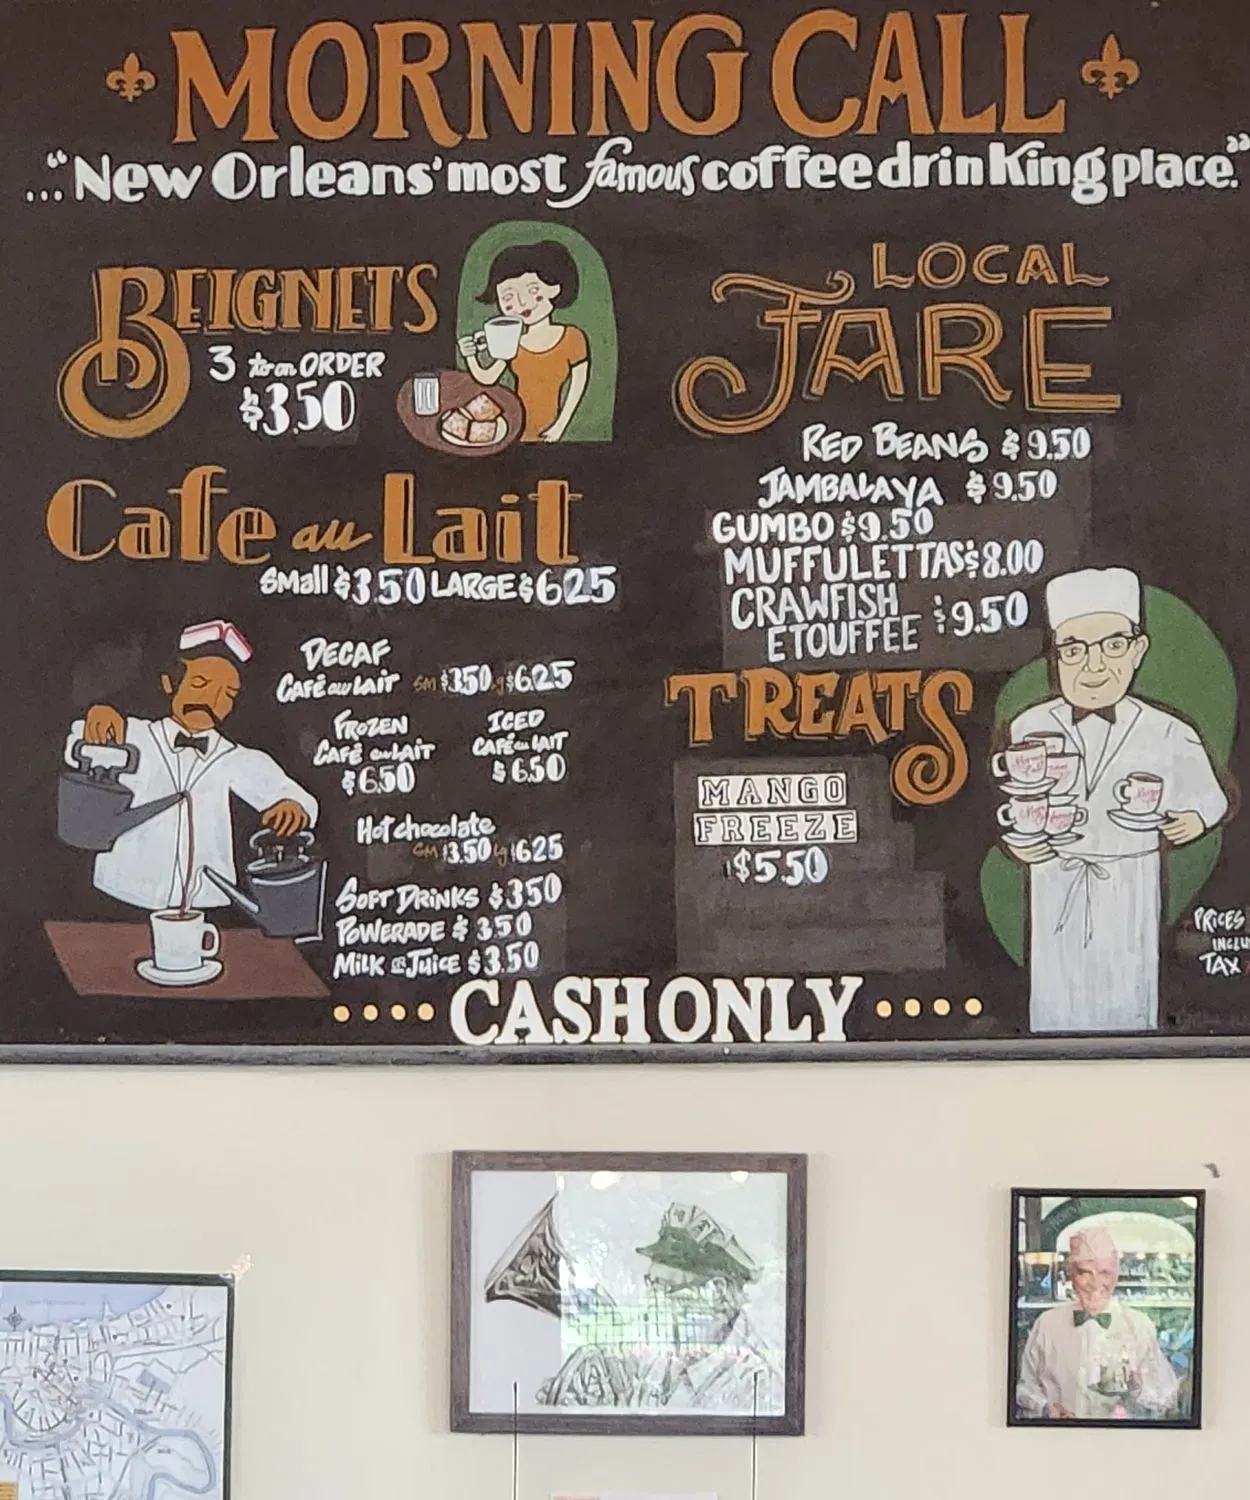 MORNING CALL
..."New Orleans' most famous coffee drinking place."
BEIGNETS
3 to an ORDER
$3.50
Cafe au Lait
Small $3.50 LARGE $6.25
DECAF
CAFÉ au LAIT SM $3.50 lg $6.25
FROZEN
CAFÉ au LAIT
$6.50
ICED
CAFÉ au LAIT
$6.50
Hot chocolate
SM $3.50 lg $6.25
SOFT DRINKS $3.50
POWERADE $3.50
MILK or JUICE $3.50
LOCAL
FARE
RED BEANS $9.50
JAMBALAYA $9.50
GUMBO $9.50
MUFFULETTAS $8.00
CRAWFISH
ETOUFFEE $9.50
TREATS
MANGO
FREEZE
$5.50
PRICES
INCLU
TAX
CASH ONLY